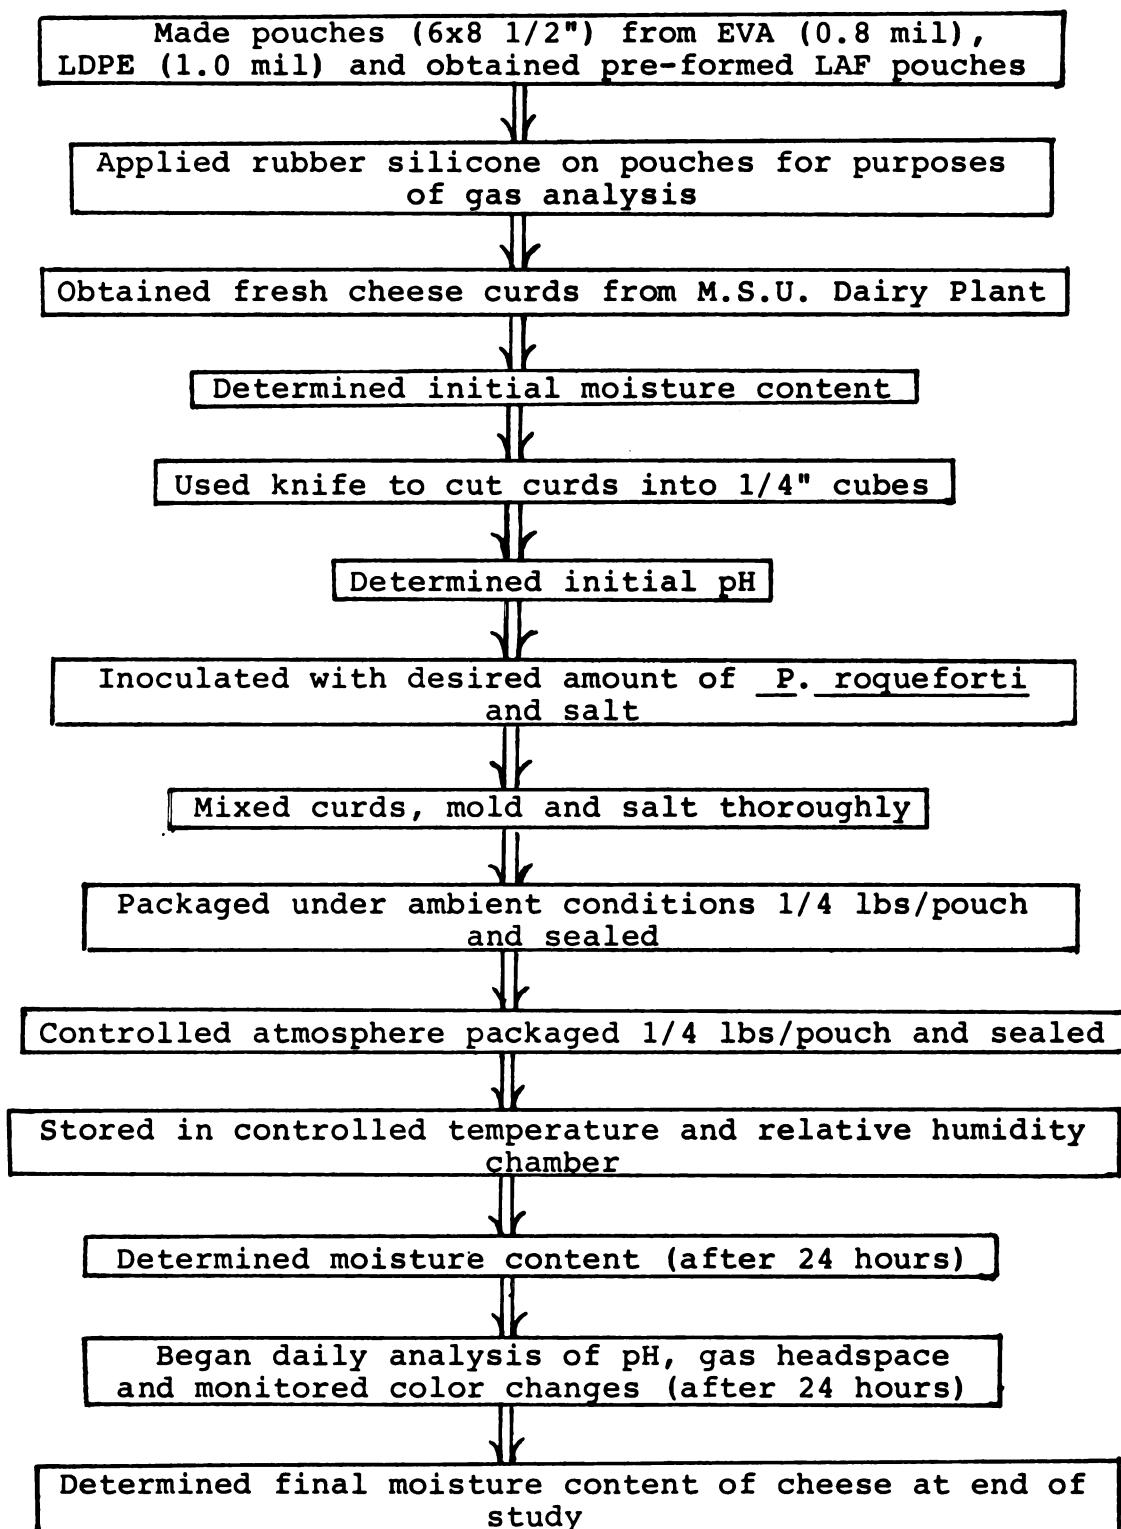 Made pouches (6x8 1/2") from EVA (0.8 mil),
LDPE (1.0 mil) and obtained pre-formed LAF pouches
Applied rubber silicone on pouches for purposes
of gas analysis
Obtained fresh cheese curds from M.S.U. Dairy Plant
Determined initial moisture content
Used knife to cut curds into 1/4" cubes
Determined initial pH
Inoculated with desired amount of P. roqueforti
and salt
Mixed curds, mold and salt thoroughly
Packaged under ambient conditions 1/4 lbs/pouch
and sealed
Controlled atmosphere packaged 1/4 lbs/pouch and sealed
Stored in controlled temperature and relative humidity
chamber
Determined moisture content (after 24 hours)
Began daily analysis of pH, gas headspace
and monitored color changes (after 24 hours)
Determined final moisture content of cheese at end of
study